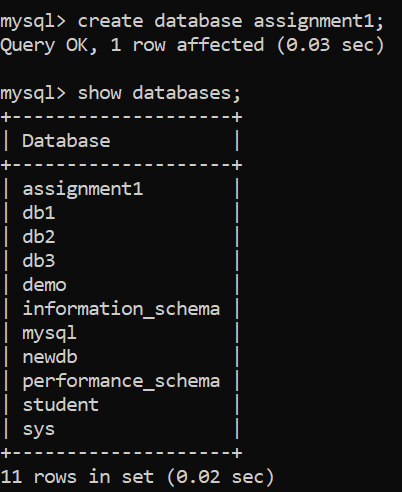 mysql> create database assignment1;
Query OK, 1 row affected (0.03 sec)
mysql> show databases;
+--------------------+
| Database           |
+--------------------+
| assignment1        |
| db1                |
| db2                |
| db3                |
| demo               |
| information_schema |
| mysql              |
| newdb              |
| performance_schema |
| student            |
| sys                |
+--------------------+
11 rows in set (0.02 sec)